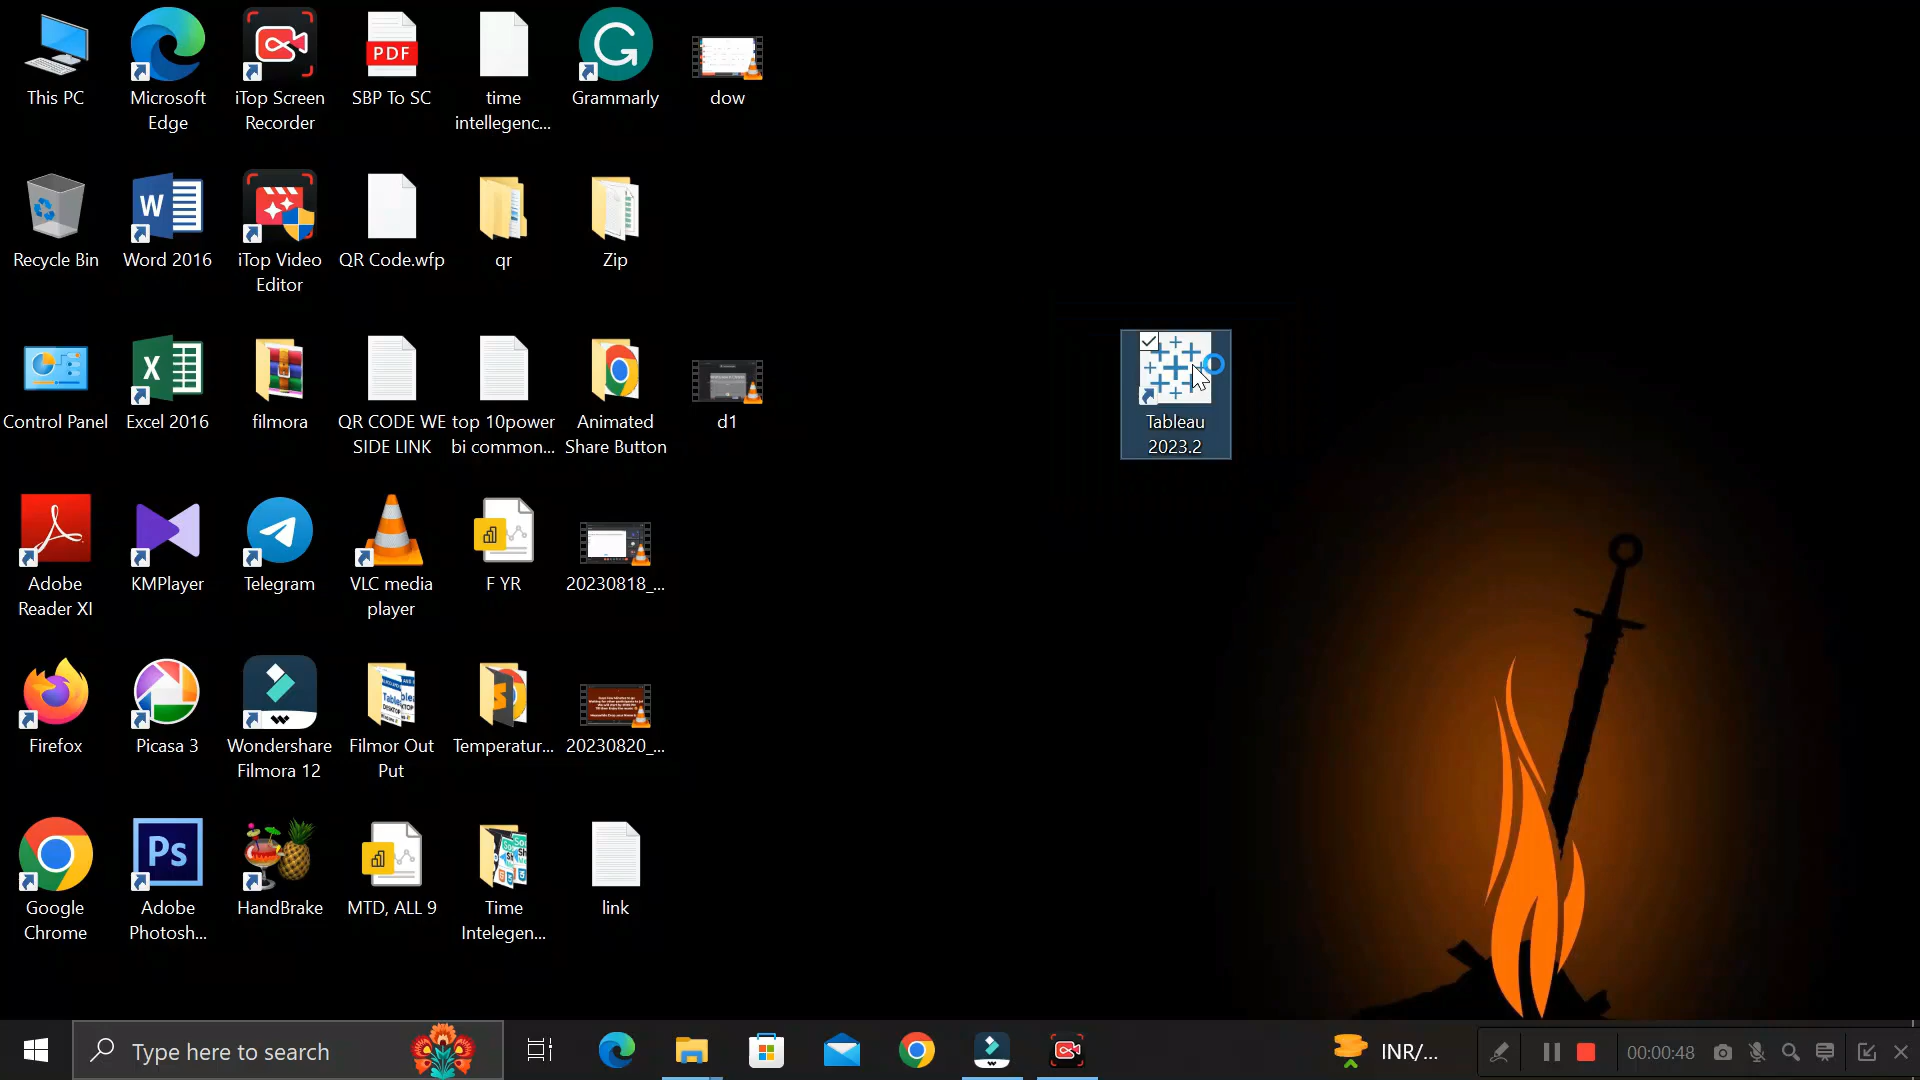 This PC
Microsoft
Edge
iTop Screen
Recorder
PDF
SBP To SC
time
intellegenc...
G
Grammarly
dow
Recycle Bin
W
Word 2016
iTop Video
Editor
QR Code.wfp
qr
Zip
Control Panel
X
Excel 2016
filmora
QR CODE WE
SIDE LINK
top 10power
bi common...
Animated
Share Button
d1
Tableau
2023.2
Adobe
Reader XI
KMPlayer
Telegram
VLC media
player
F YR
20230818_...
Firefox
Picasa 3
Wondershare
Filmora 12
Filmor Out
Put
Temperatur...
20230820_...
Google
Chrome
Ps
Adobe
Photosh...
HandBrake
MTD, ALL 9
Time
Intelegen...
link
Type here to search
INR/...
00:00:48